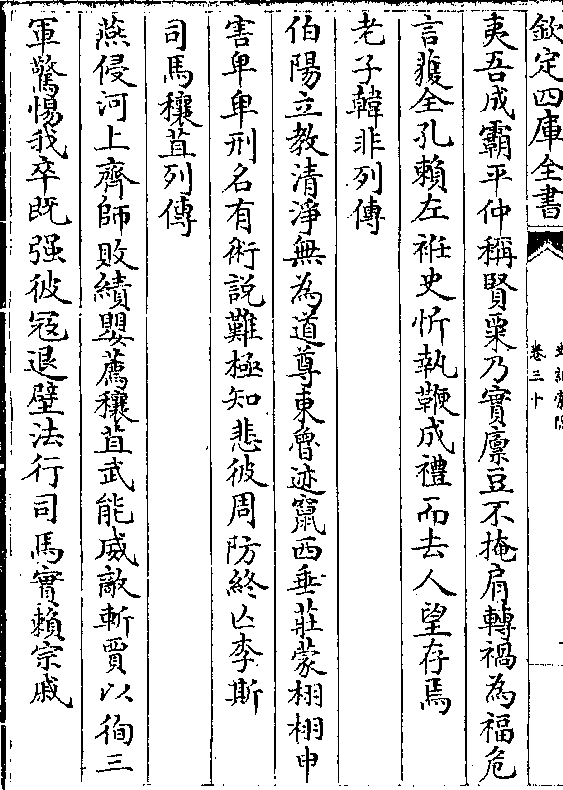 欽定四庫全書
史記索隱
卷三十
夷吾成霸平仲稱賢粟乃實廩豆不掩肩轉禍為福危
言獲全孔賴左袵史忻執鞭成禮而去人望存焉
老子韓非列傳
伯陽立教清淨無為道尊東魯迹竄西垂莊蒙栩栩申
害卑卑刑名有術說難極知悲彼周防終亡李斯
司馬穰苴列傳
燕侵河上齊師敗績嬰薦穰苴武能威敵斬賈以徇三
軍驚惕我卒既强彼寇退壁法行司馬實賴宗戚